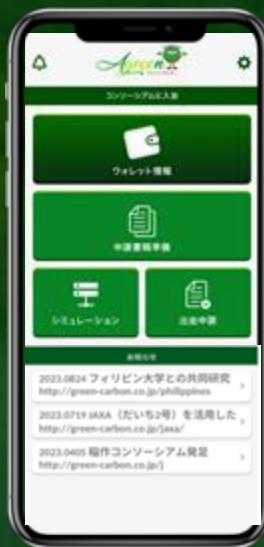 Agreen
コンソーシアムに入会
ウォレット情報
申請書類準備
シミュレーション
出金申請
お知らせ
2023.0824 フィリピン大学との共同研究
http://green-carbon.co.jp/philippines
2023.0719 JAXA（だいち2号）を活用した
http://green-carbon.co.jp/jaxa/
2023.0405 稲作コンソーシアム発足
http://green-carbon.co.jp/j